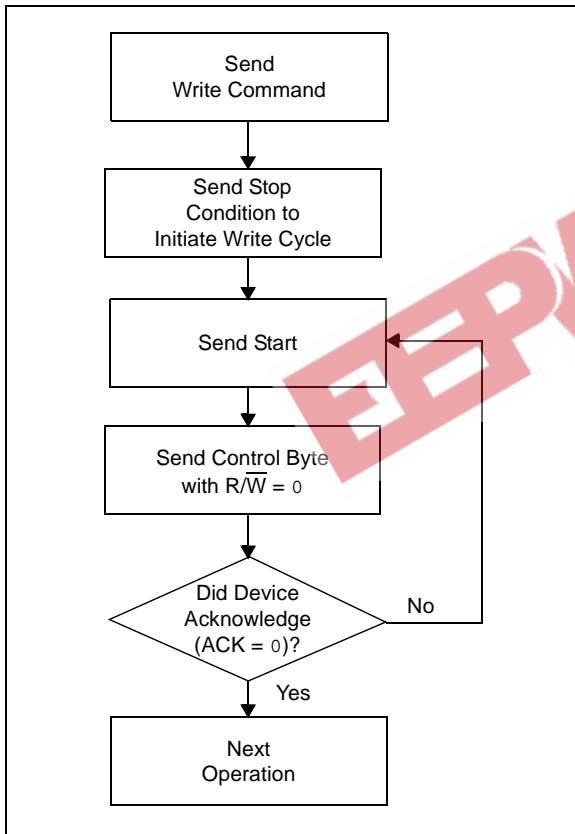 Send
Write Command
Send Stop
Condition to
Initiate Write Cycle
Send Start
Send Control Byte
with R/W̅ = 0
Did Device
Acknowledge
(ACK = 0)?
No
Yes
Next
Operation